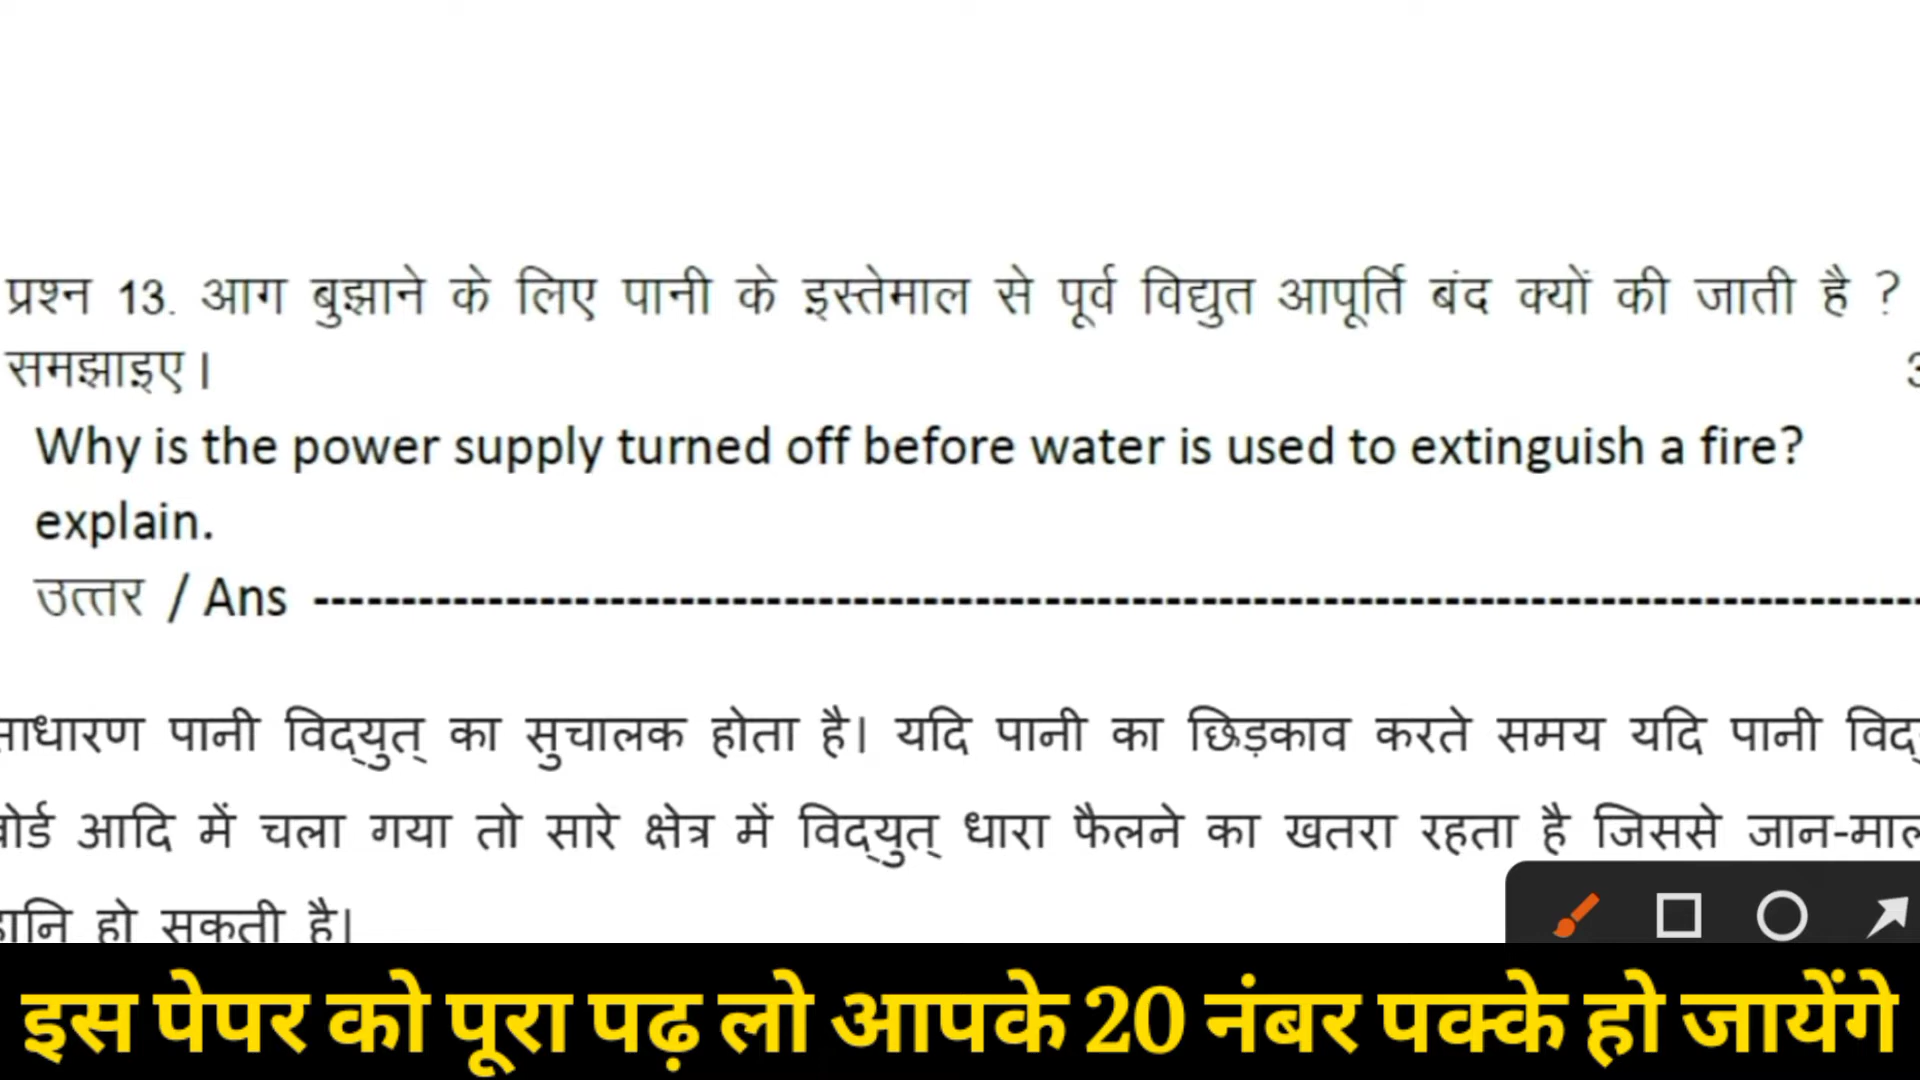 प्रश्न 13. आग बुझाने के लिए पानी के इस्तेमाल से पूर्व विद्युत आपूर्ति बंद क्यों की जाती है ?
समझाइए।
Why is the power supply turned off before water is used to extinguish a fire?
explain.
उत्तर / Ans ------------------------------------------------------------------------------------------
साधारण पानी विद्युत् का सुचालक होता है। यदि पानी का छिड़काव करते समय यदि पानी
बोर्ड आदि में चला गया तो सारे क्षेत्र में विद्युत् धारा फैलने का खतरा रहता है जिससे जान-माल
हानि हो सकती है।
इस पेपर को पूरा पढ़ लो आपके 20 नंबर पक्के हो जायेंगे